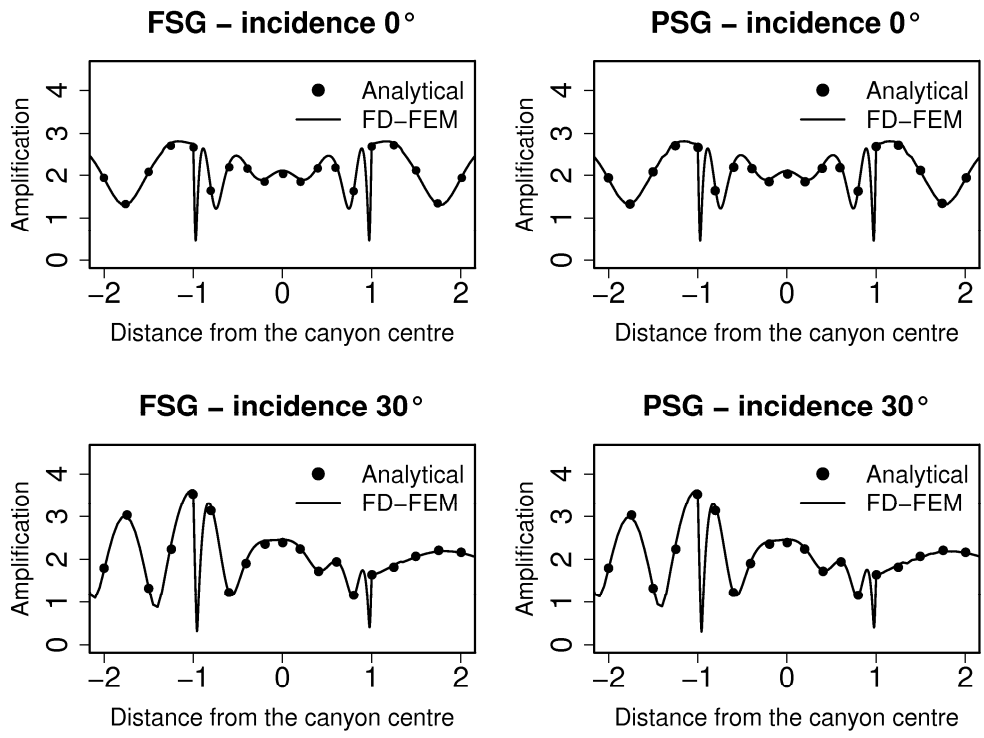 FSG – incidence 0°
Amplification
4
3
2
1
0
Analytical
FD–FEM
−2 −1 0 1 2
Distance from the canyon centre
PSG – incidence 0°
Amplification
4
3
2
1
0
Analytical
FD–FEM
−2 −1 0 1 2
Distance from the canyon centre
FSG – incidence 30°
Amplification
4
3
2
1
0
Analytical
FD–FEM
−2 −1 0 1 2
Distance from the canyon centre
PSG – incidence 30°
Amplification
4
3
2
1
0
Analytical
FD–FEM
−2 −1 0 1 2
Distance from the canyon centre